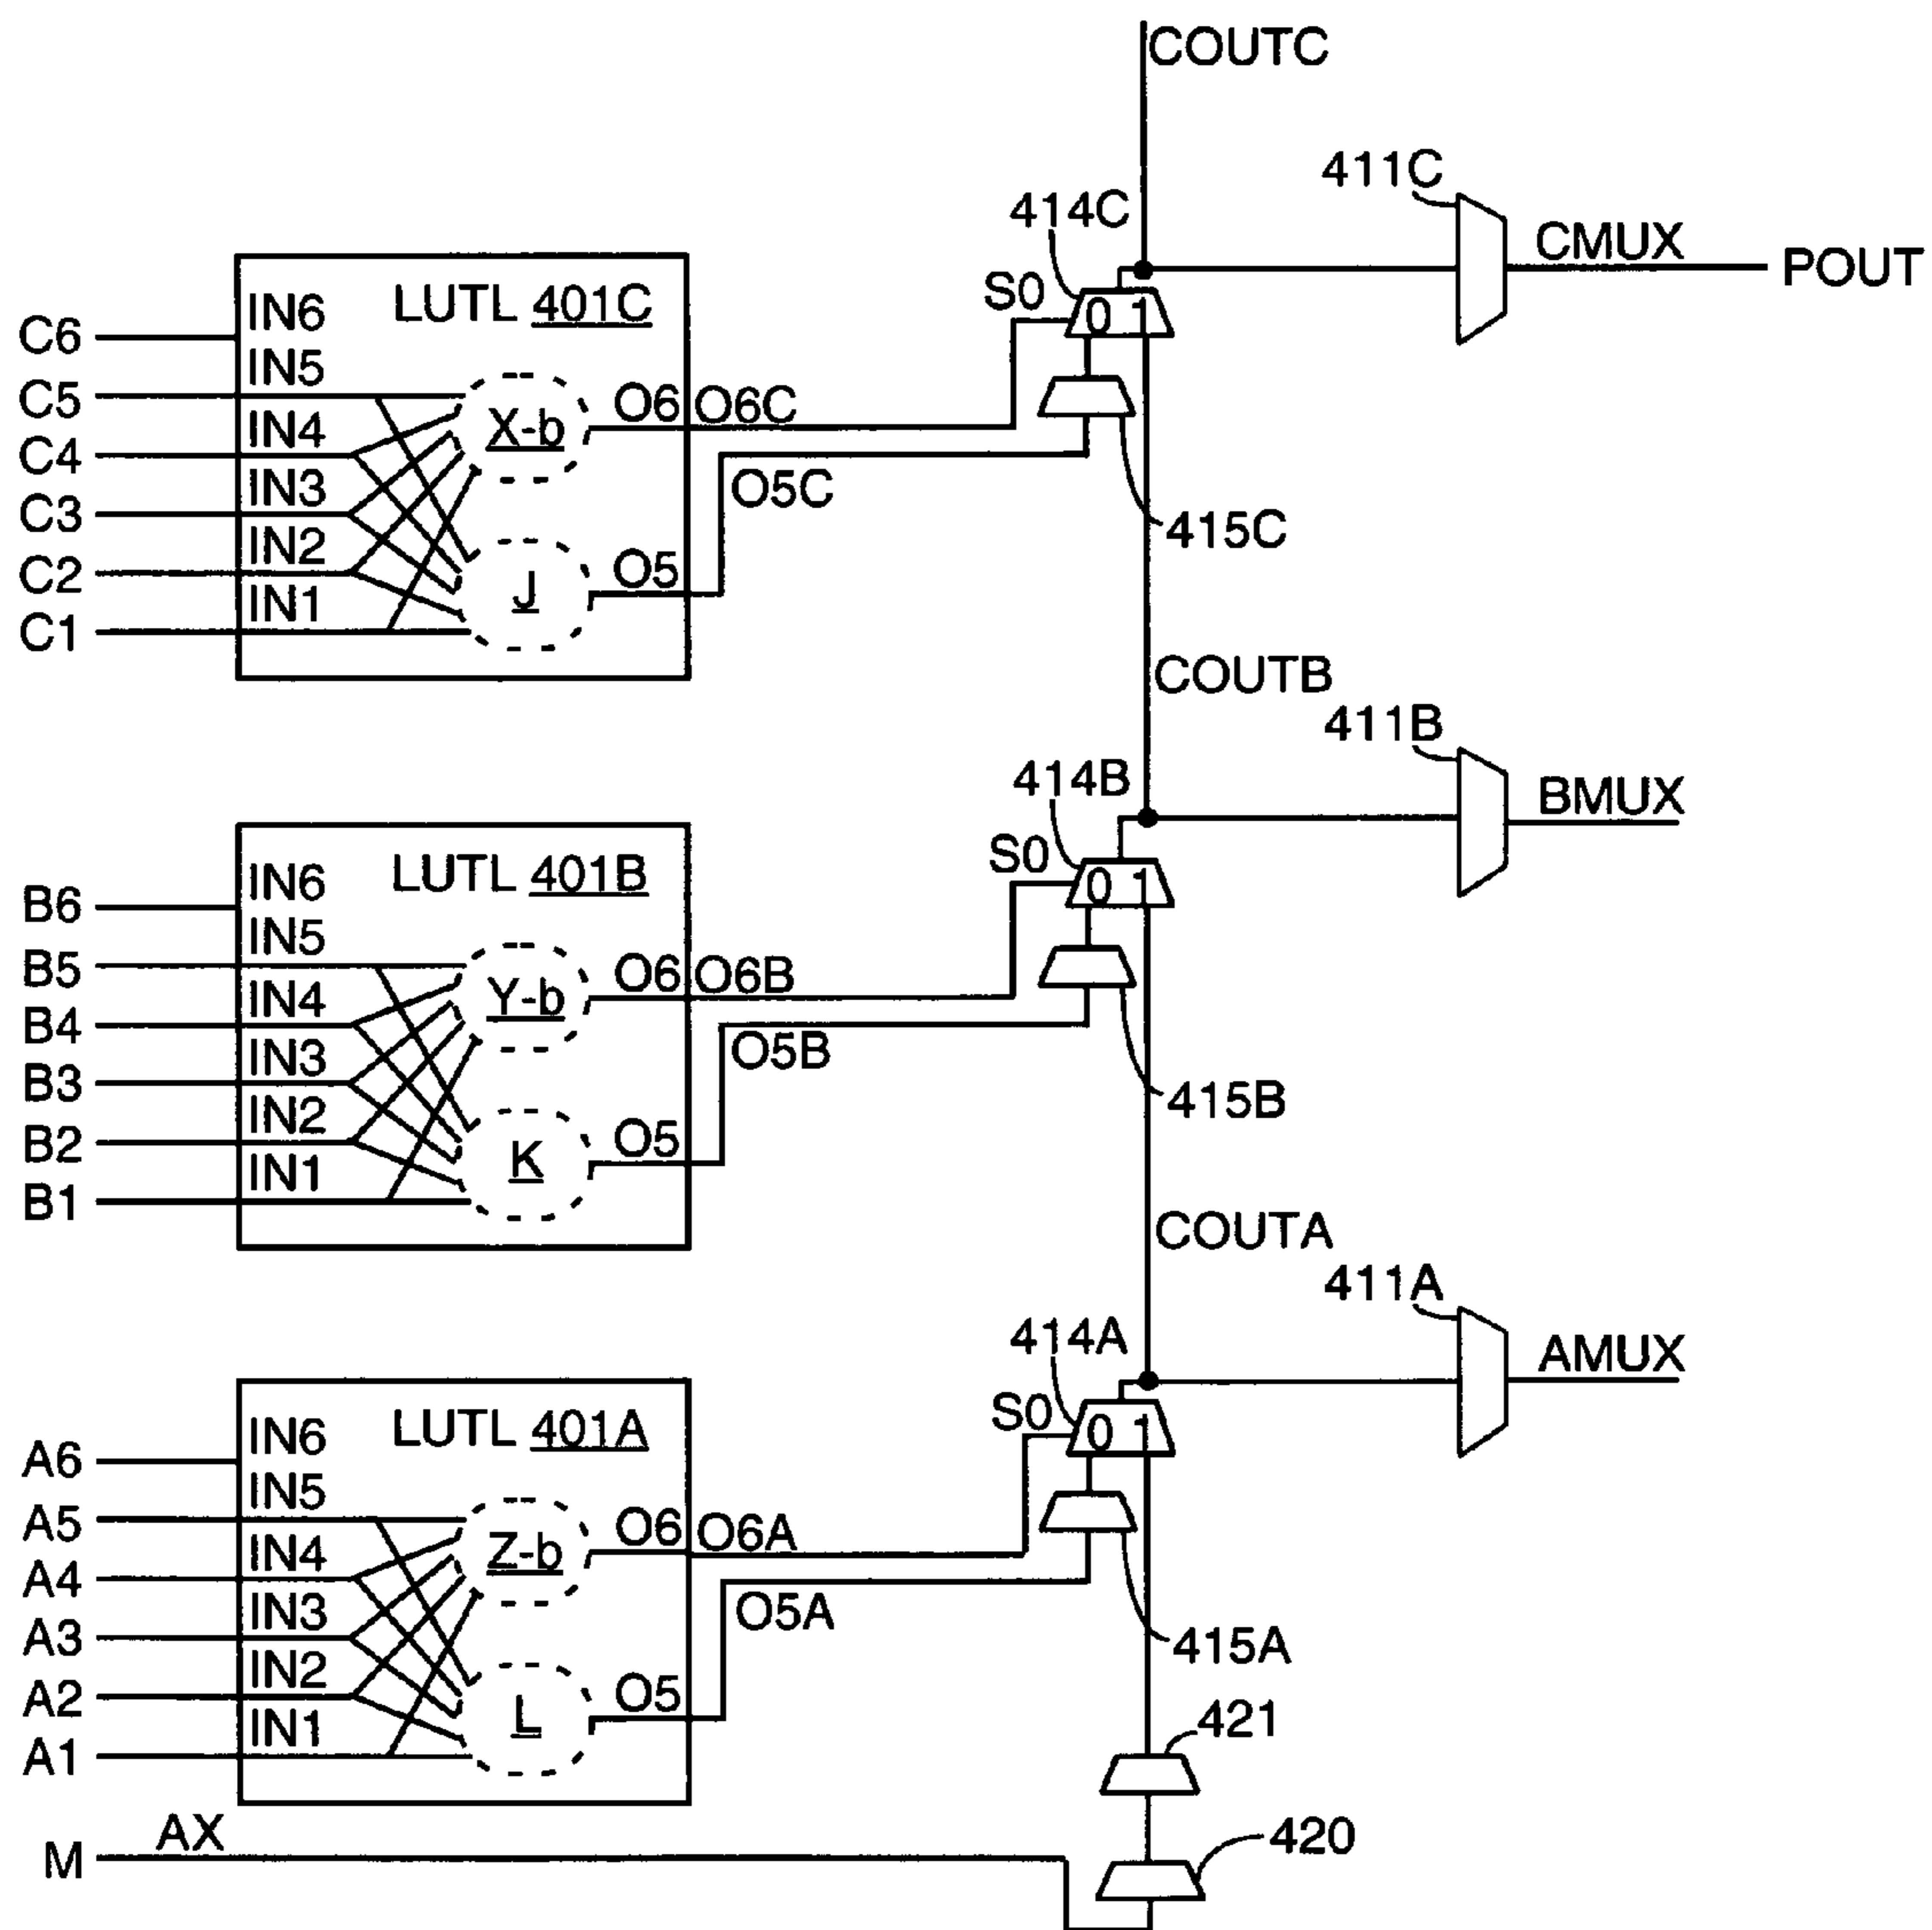 COUTC
411C
414C
CMUX
POUT
S0
0 1
LUTL 401C
C6
IN6
C5
IN5
C4
IN4
C3
IN3
C2
IN2
C1
IN1
X-b
O6
O6C
J
O5
O5C
415C
COUTB
411B
414B
BMUX
S0
0 1
LUTL 401B
B6
IN6
B5
IN5
B4
IN4
B3
IN3
B2
IN2
B1
IN1
Y-b
O6
O6B
K
O5
O5B
415B
COUTA
411A
414A
AMUX
S0
0 1
LUTL 401A
A6
IN6
A5
IN5
A4
IN4
A3
IN3
A2
IN2
A1
IN1
Z-b
O6
O6A
L
O5
O5A
415A
421
M
AX
420